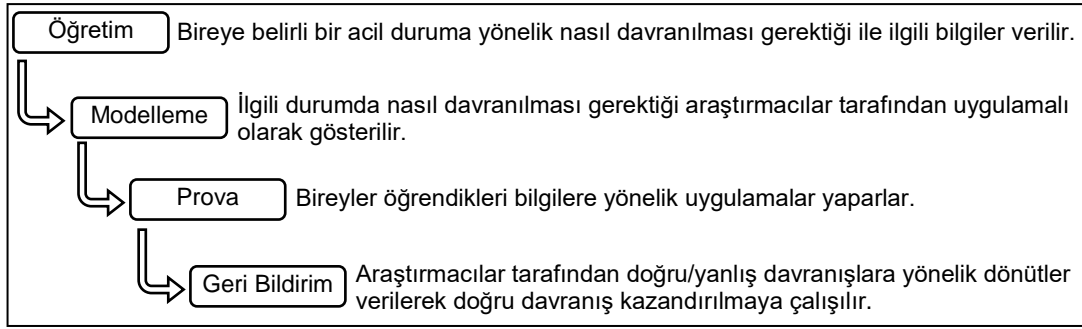 Öğretim
Bireye belirli bir acil duruma yönelik nasıl davranılması gerektiği ile ilgili bilgiler verilir.
Modelleme
İlgili durumda nasıl davranılması gerektiği araştırmacılar tarafından uygulamalı
olarak gösterilir.
Prova
Bireyler öğrendikleri bilgilere yönelik uygulamalar yaparlar.
Geri Bildirim
Araştırmacılar tarafından doğru/yanlış davranışlara yönelik dönütler
verilerek doğru davranış kazandırılmaya çalışılır.